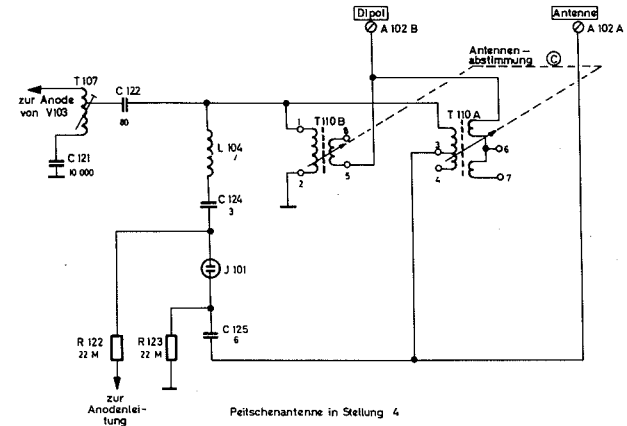 Dipol
A 102 B
Antenne
A 102 A
Antennen-
abstimmung
C
T 107
zur Anode
von V103
C 122
80
C 121
10 000
L 104
C 124
3
J 101
C 125
6
R 122
22 M
R 123
22 M
zur
Anodenlei-
tung
T 110 B
1
2
8
5
T 110 A
3
4
6
7
Peitschenantenne in Stellung 4